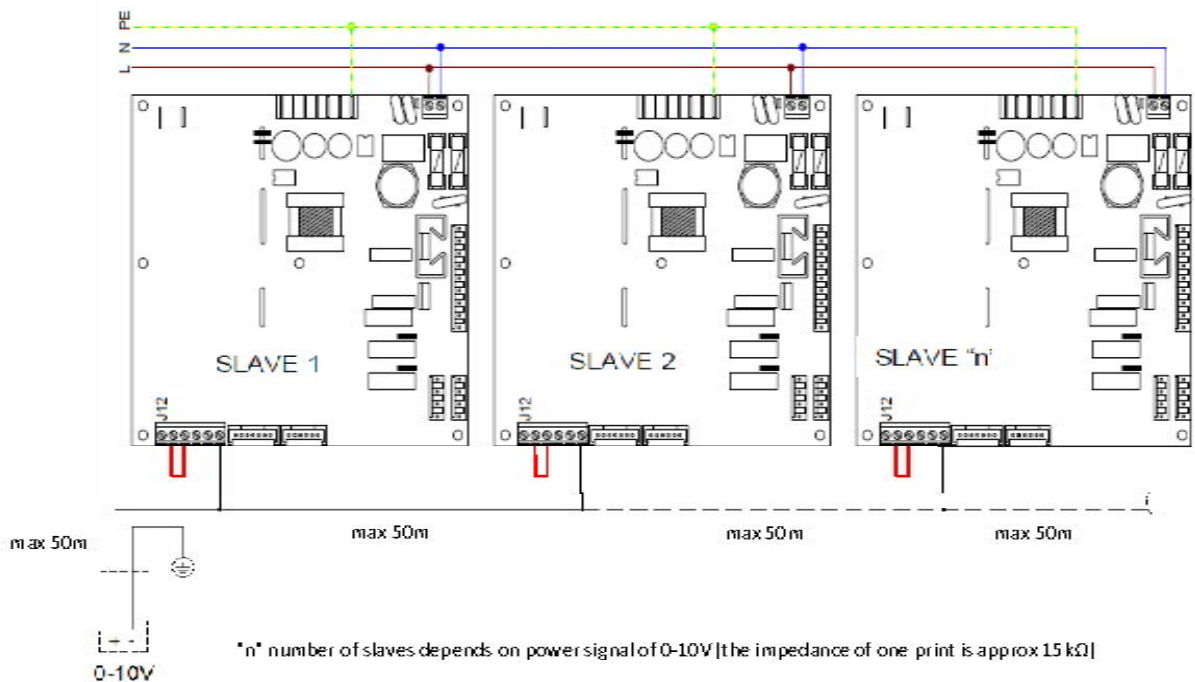 PE
N
L
SLAVE 1
SLAVE 2
SLAVE "n"
J12
J12
J12
max 50m
max 50m
max 50m
max 50m
+ -
0-10V
"n" number of slaves depends on power signal of 0-10V |the impedance of one print is approx 15 kΩ|